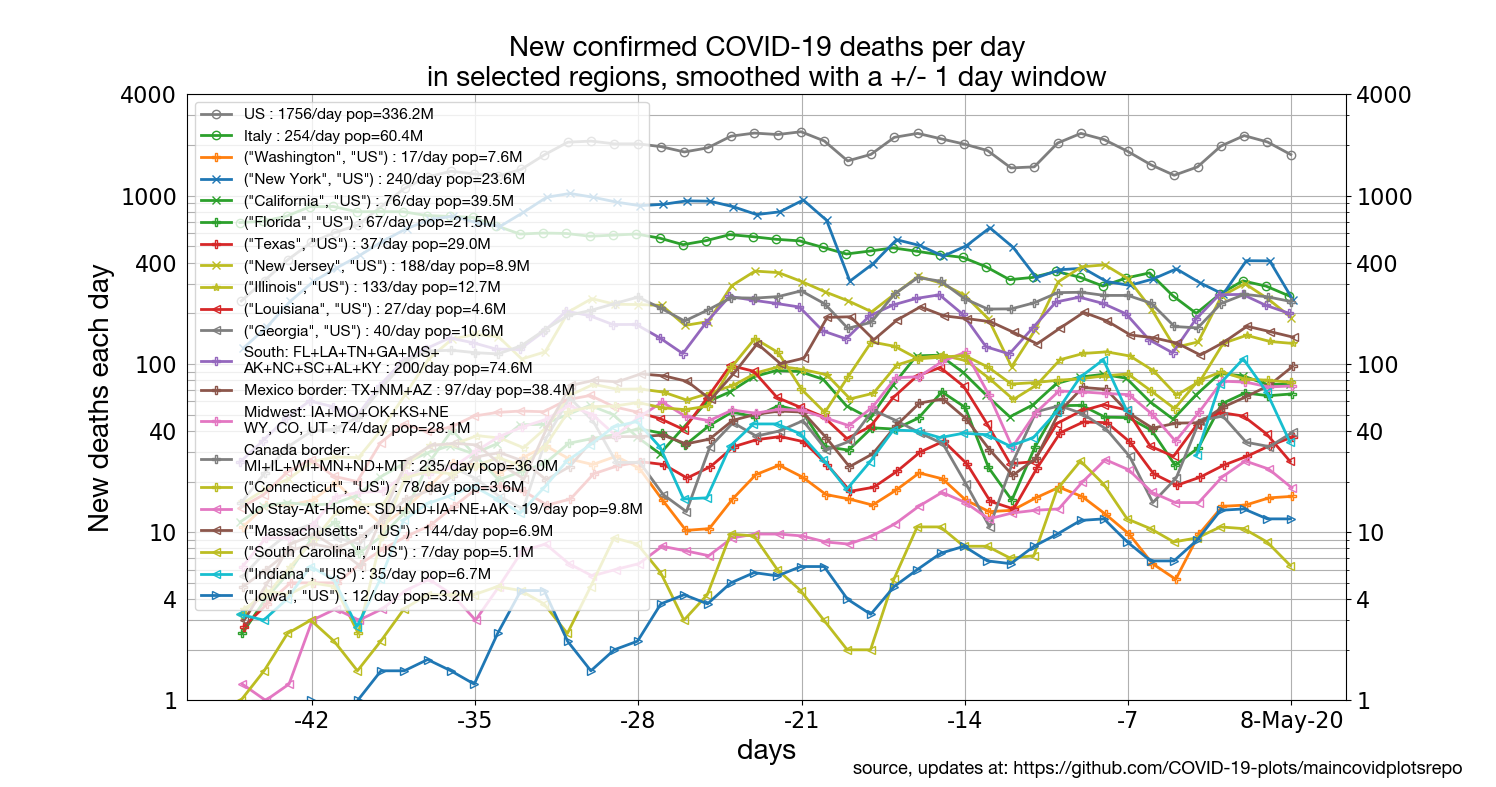 New confirmed COVID-19 deaths per day
in selected regions, smoothed with a +/- 1 day window
4000
1000
400
100
40
10
4
1
New deaths each day
US : 1756/day pop=336.2M
Italy : 254/day pop=60.4M
("Washington", "US") : 17/day pop=7.6M
("New York", "US") : 240/day pop=23.6M
("California", "US") : 76/day pop=39.5M
("Florida", "US") : 67/day pop=21.5M
("Texas", "US") : 37/day pop=29.0M
("New Jersey", "US") : 188/day pop=8.9M
("Illinois", "US") : 133/day pop=12.7M
("Louisiana", "US") : 27/day pop=4.6M
("Georgia", "US") : 40/day pop=10.6M
South: FL+LA+TN+GA+MS+
AK+NC+SC+AL+KY : 200/day pop=74.6M
Mexico border: TX+NM+AZ : 97/day pop=38.4M
Midwest: IA+MO+OK+KS+NE
WY, CO, UT : 74/day pop=28.1M
Canada border:
MI+IL+WI+MN+ND+MT : 235/day pop=36.0M
("Connecticut", "US") : 78/day pop=3.6M
No Stay-At-Home: SD+ND+IA+NE+AK : 19/day pop=9.8M
("Massachusetts", "US") : 144/day pop=6.9M
("South Carolina", "US") : 7/day pop=5.1M
("Indiana", "US") : 35/day pop=6.7M
("Iowa", "US") : 12/day pop=3.2M
4000
1000
400
100
40
10
4
1
-42 -35 -28 -21 -14 -7 8-May-20
days
source, updates at: https://github.com/COVID-19-plots/maincovidplotsrepo